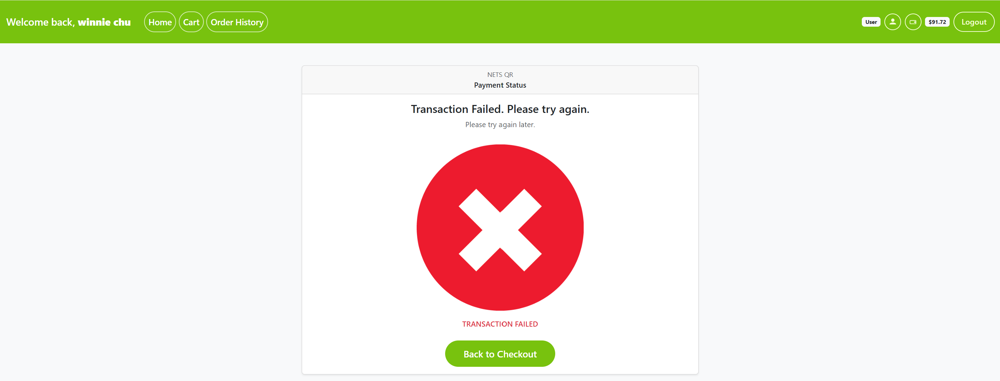 Welcome back, winnie chu Home Cart Order History User $91.72 Logout
NETS QR
Payment Status
Transaction Failed. Please try again.
Please try again later.
TRANSACTION FAILED
Back to Checkout